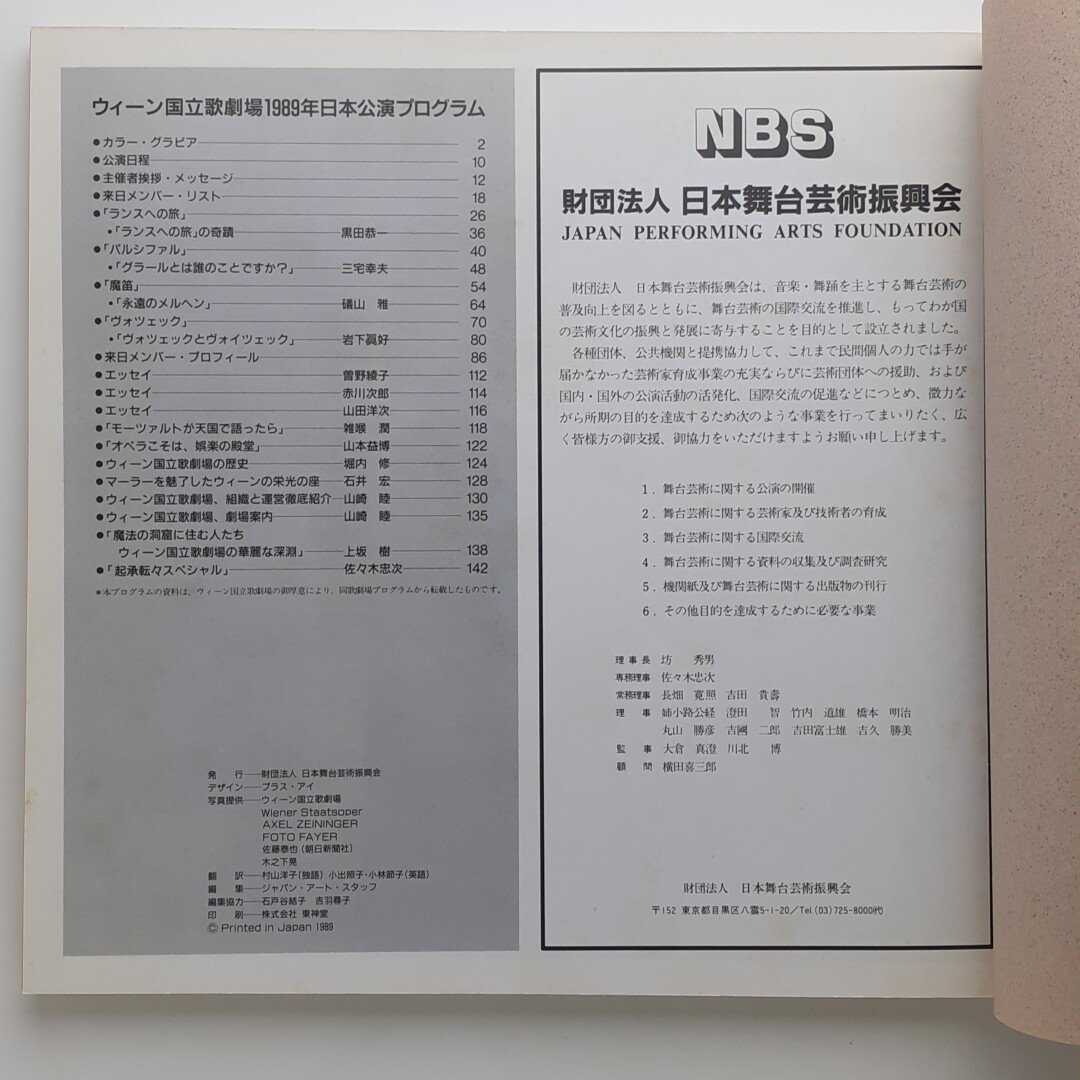 ウィーン国立歌劇場1989年日本公演プログラム
●カラー・グラビア 2
●公演日程 10
●主催者挨拶・メッセージ 12
●来日メンバー・リスト 18
●「ランスへの旅」 26
•「ランスへの旅」の奇蹟 黒田恭一 36
●「パルシファル」 40
•「グラールとは誰のことですか?」 三宅幸夫 48
●「魔笛」 54
•「永遠のメルヘン」 礒山 雅 64
●「ヴォツェック」 70
•「ヴォツェックとヴォイツェック」 岩下眞好 80
●来日メンバー・プロフィール 86
●エッセイ 曽野綾子 112
●エッセイ 赤川次郎 114
●エッセイ 山田洋次 116
●「モーツァルトが天国で語ったら」 雑喉 潤 118
●「オペラこそは、娯楽の殿堂」 山本益博 122
●ウィーン国立歌劇場の歴史 堀内 修 124
●マーラーを魅了したウィーンの栄光の座 石井 宏 128
●ウィーン国立歌劇場、組織と運営徹底紹介 山崎 睦 130
●ウィーン国立歌劇場、劇場案内 山崎 睦 135
●「魔法の洞窟に住む人たち
ウィーン国立歌劇場の華麗な深淵」 上坂 樹 138
●「起承転々スペシャル」 佐々木忠次 142
*本プログラムの資料は、ウィーン国立歌劇場の御厚意により、同歌劇場プログラムから転載したものです。
発 行―財団法人 日本舞台芸術振興会
デザイン―プラス・アイ
写真提供―ウィーン国立歌劇場
Wiener Staatsoper
AXEL ZEININGER
FOTO FAYER
佐藤泰也(朝日新聞社)
木之下晃
翻 訳―村山洋子(独語) 小出照子・小林節子(英語)
編 集―ジャパン・アート・スタッフ
編集協力―石戸谷結子 吉羽尋子
印 刷―株式会社 東神堂
© Printed in Japan 1989
NBS
財団法人 日本舞台芸術振興会
JAPAN PERFORMING ARTS FOUNDATION
財団法人 日本舞台芸術振興会は、音楽・舞踊を主とする舞台芸術の
普及向上を図るとともに、舞台芸術の国際交流を推進し、もってわが国
の芸術文化の振興と発展に寄与することを目的として設立されました。
各種団体、公共機関と提携協力して、これまで民間個人の力では手が
届かなかった芸術家育成事業の充実ならびに芸術団体への援助、および
国内・国外の公演活動の活発化、国際交流の促進などにつとめ、微力な
がら所期の目的を達成するため次のような事業を行ってまいりたく、広
く皆様方の御支援、御協力をいただけますようお願い申し上げます。
1. 舞台芸術に関する公演の開催
2. 舞台芸術に関する芸術家及び技術者の育成
3. 舞台芸術に関する国際交流
4. 舞台芸術に関する資料の収集及び調査研究
5. 機関紙及び舞台芸術に関する出版物の刊行
6. その他目的を達成するために必要な事業
理 事 長 坊 秀男
専務理事 佐々木忠次
常務理事 長畑 寛照 吉田 貴壽
理 事 姉小路公経 澄田 智 竹内 道雄 橋本 明治
丸山 勝彦 吉國 二郎 吉田富士雄 吉久 勝美
監 事 大倉 真澄 川北 博
顧 問 横田喜三郎
財団法人 日本舞台芸術振興会
〒152 東京都目黒区八雲5-1-20/Tel.(03)725-8000(代)